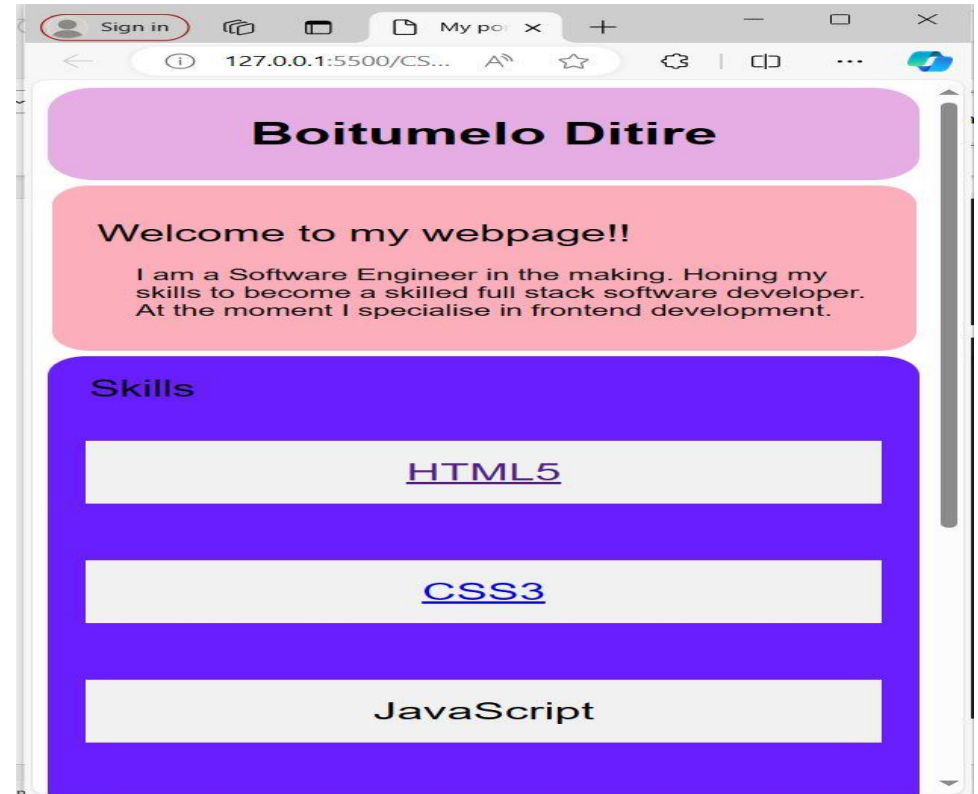 Sign in
My po
127.0.0.1:5500/CS...
Boitumelo Ditire
Welcome to my webpage!!
I am a Software Engineer in the making. Honing my
skills to become a skilled full stack software developer.
At the moment I specialise in frontend development.
Skills
HTML5
CSS3
JavaScript